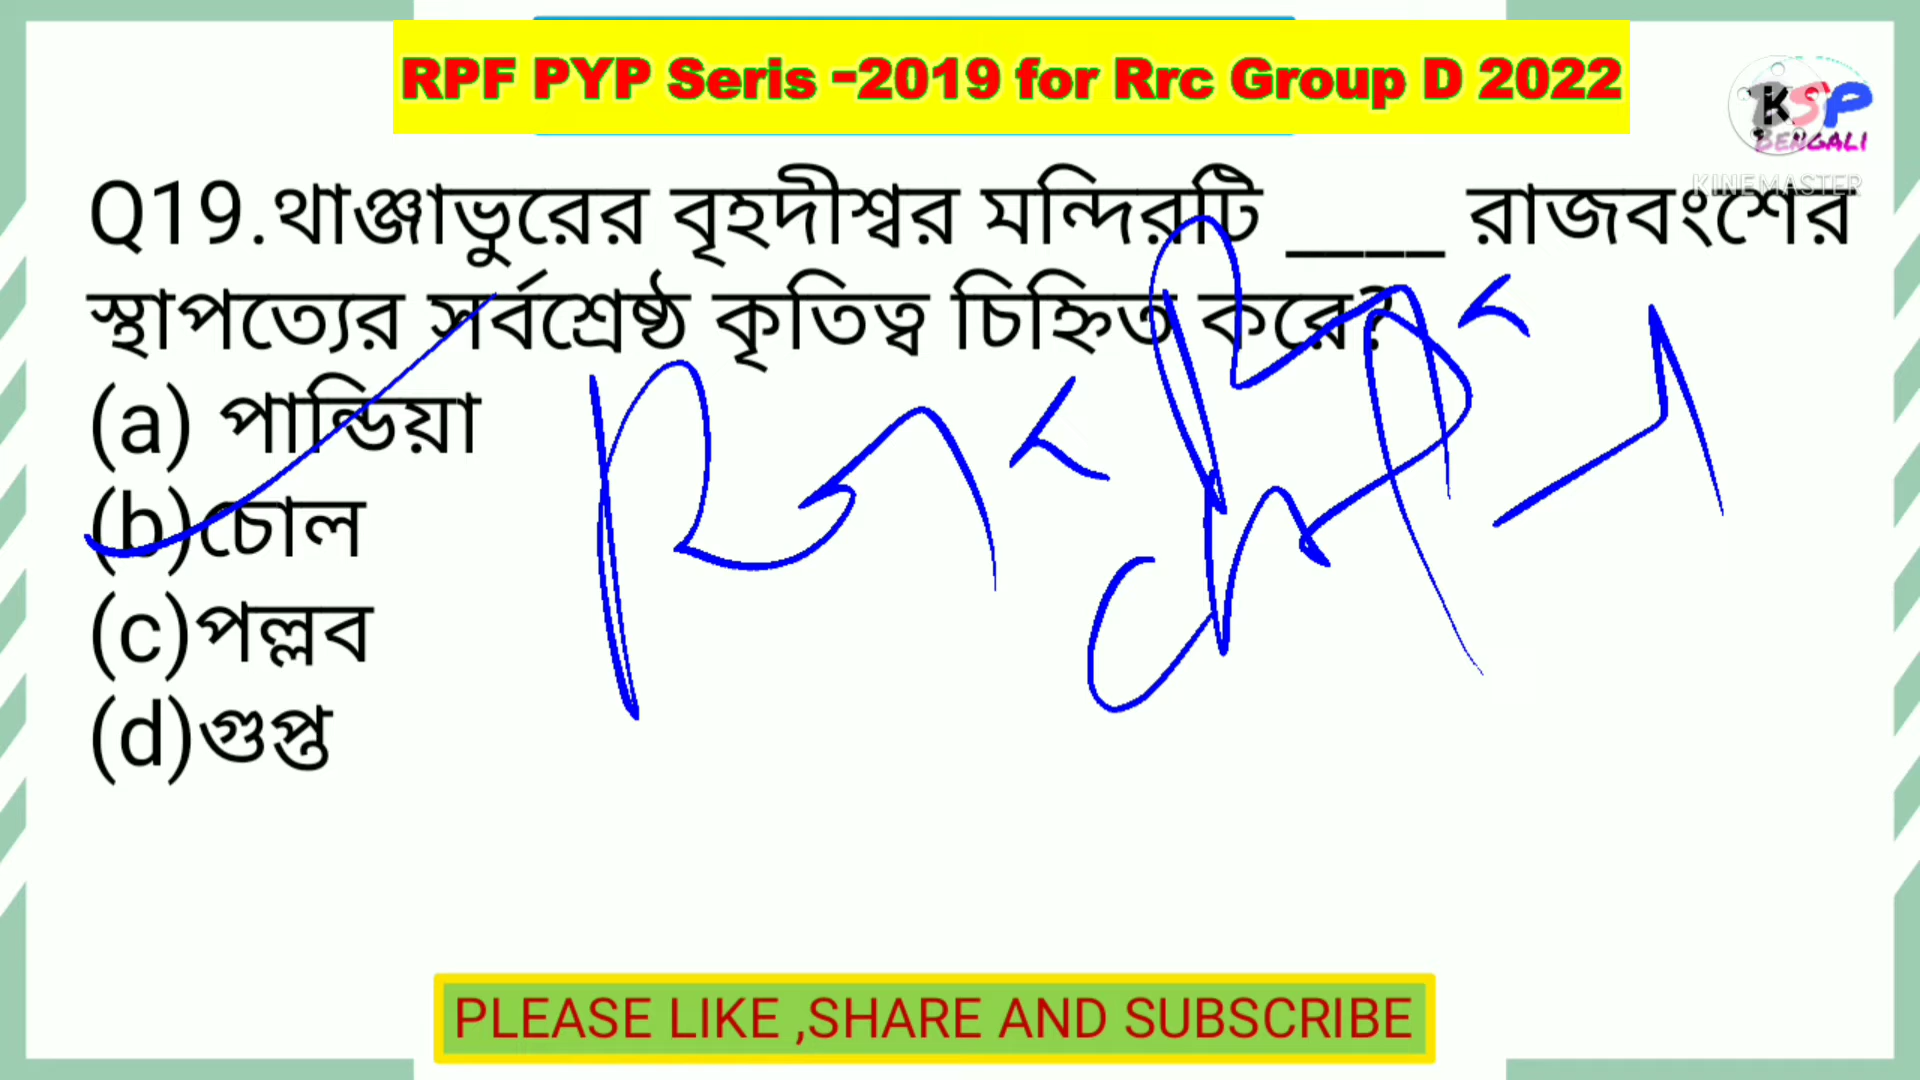 RPF PYP Seris -2019 for Rrc Group D 2022
KSP
BENGALI
KINEMASTER
Q19.থাঞ্জাভুরের বৃহদীশ্বর মন্দিরটি ____ রাজবংশের
স্থাপত্যের সর্বশ্রেষ্ঠ কৃতিত্ব চিহ্নিত করে?
(a) পান্ডিয়া
(b)চোল
(c)পল্লব
(d)গুপ্ত
PLEASE LIKE ,SHARE AND SUBSCRIBE